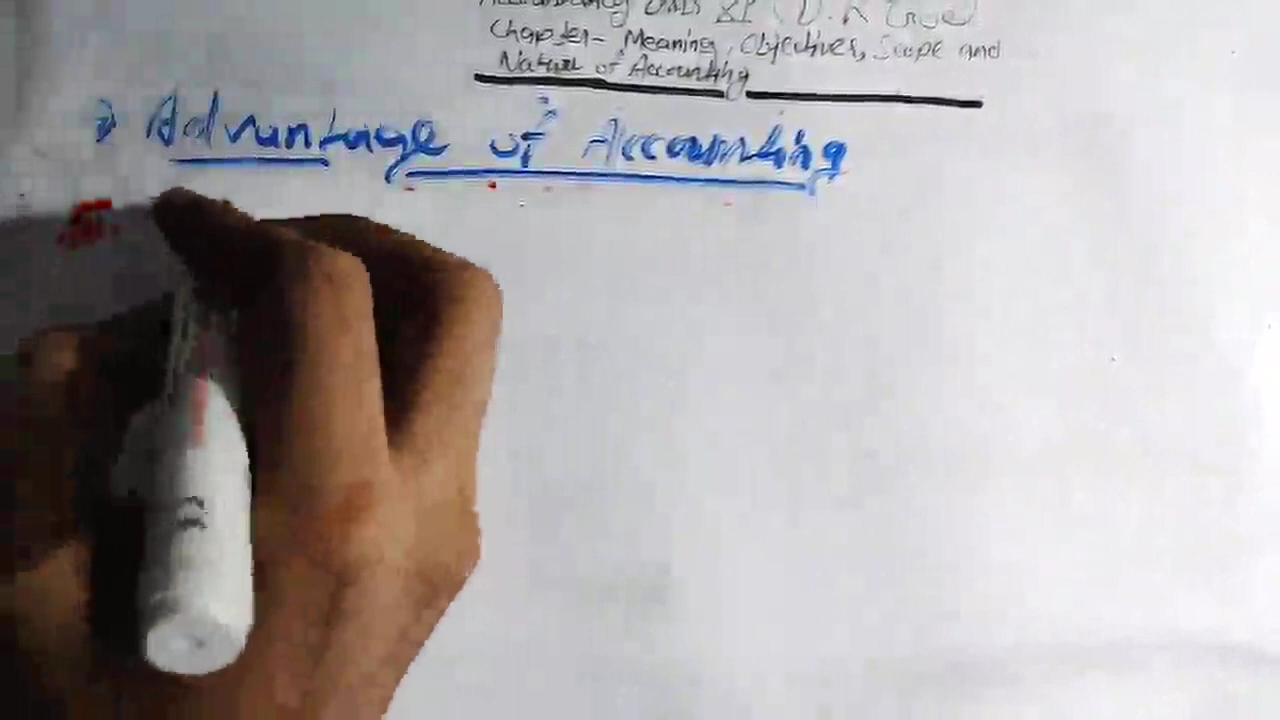 Chapter- Meaning, Objectives, Scope and
Nature of Accounting
Advantage of Accounting